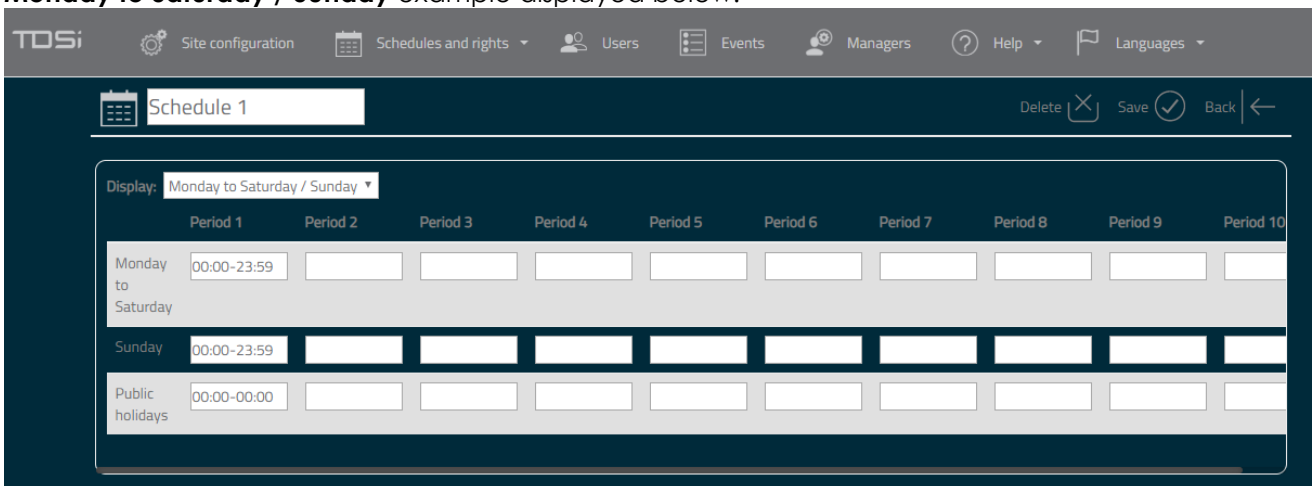 Monday to Saturday / Sunday example displayed below:
TDSi Site configuration Schedules and rights Users Events Managers Help Languages
Schedule 1 Delete Save Back
Display: Monday to Saturday / Sunday
Period 1 Period 2 Period 3 Period 4 Period 5 Period 6 Period 7 Period 8 Period 9 Period 10
Monday to Saturday 00:00-23:59
Sunday 00:00-23:59
Public holidays 00:00-00:00